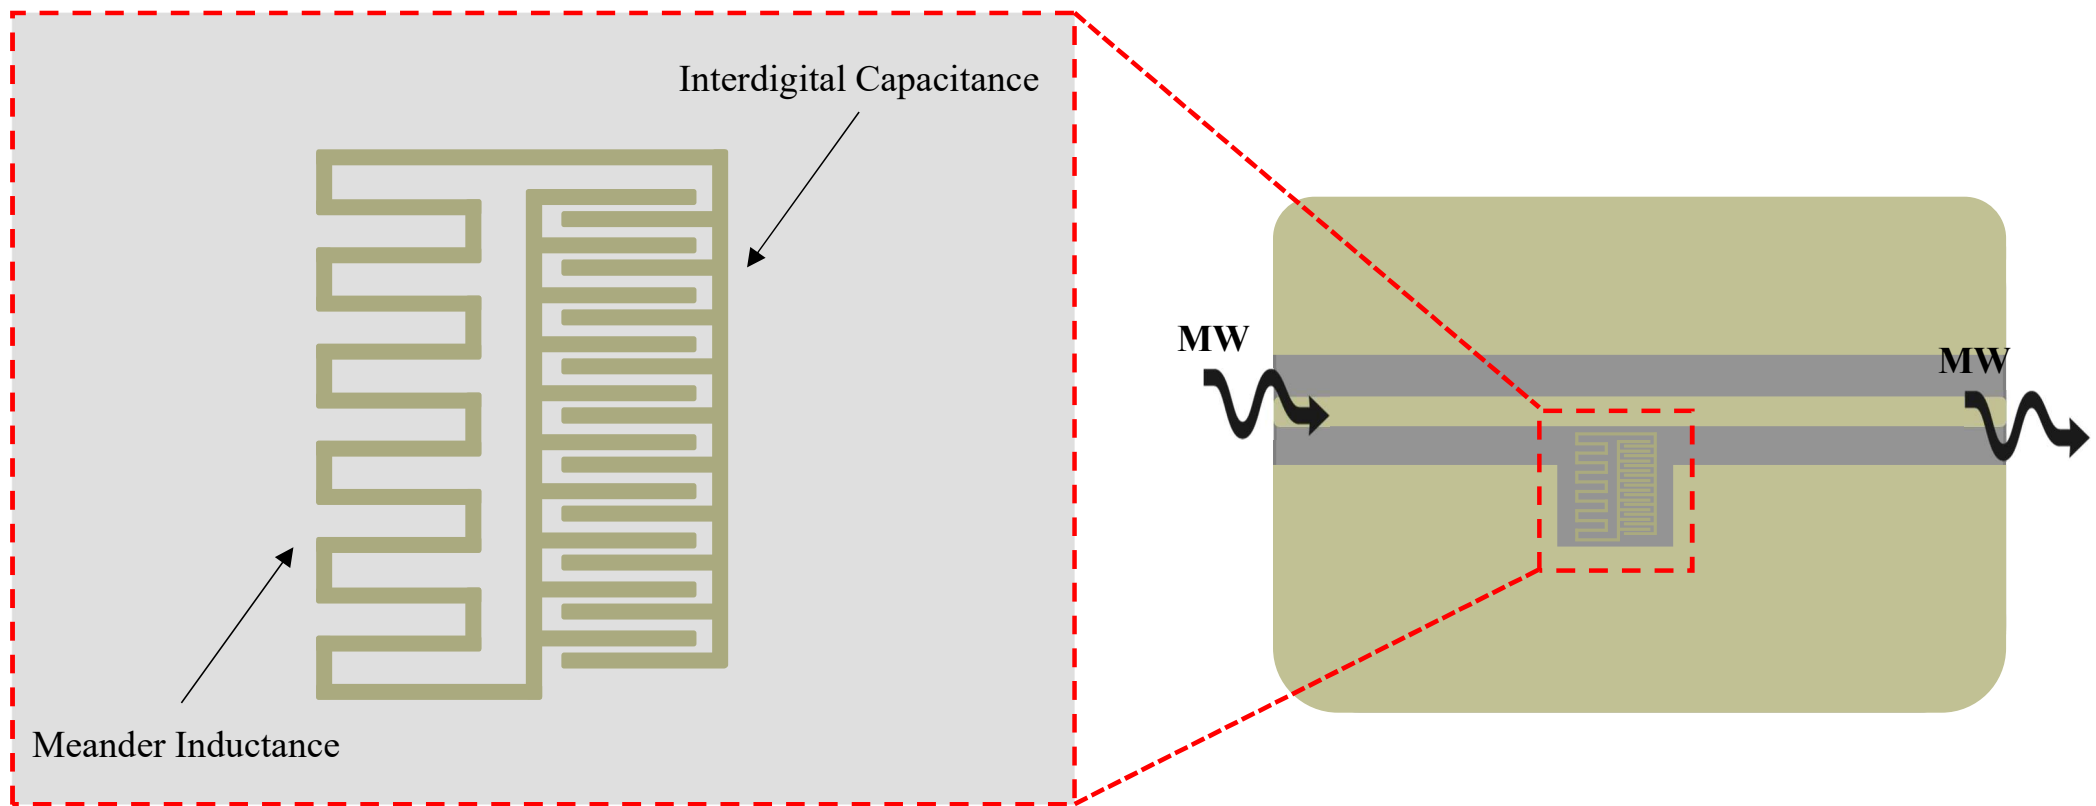 Interdigital Capacitance
Meander Inductance
MW
MW